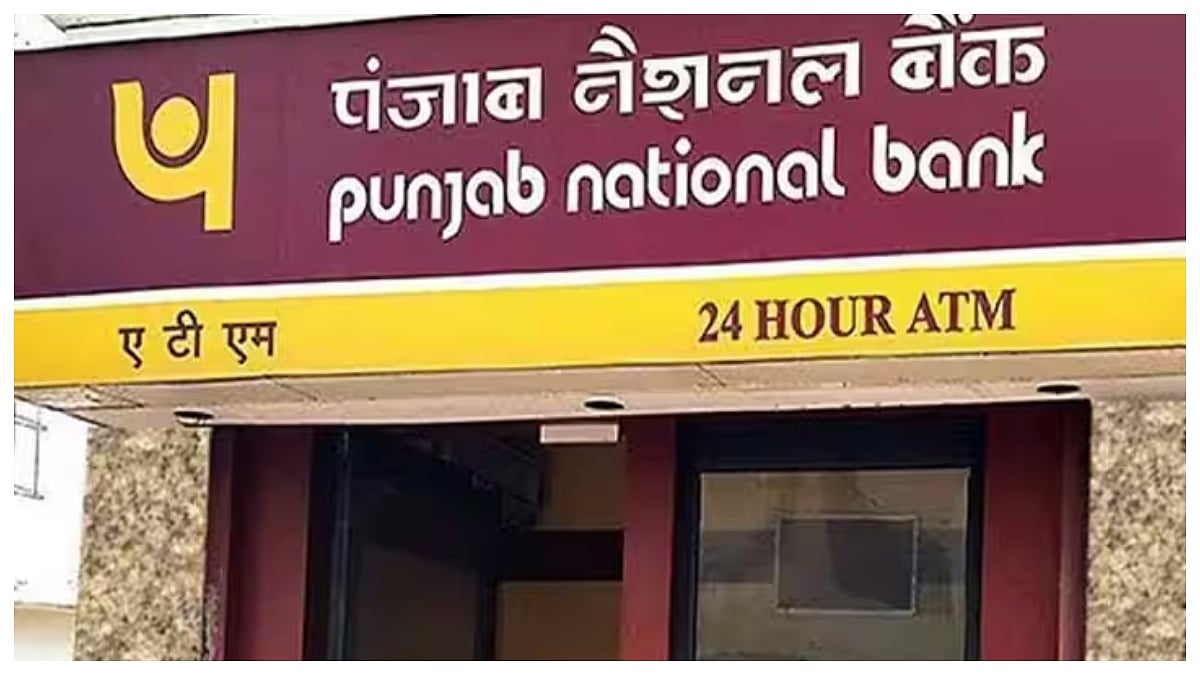 पंजाब नैशनल बैंक
punjab national bank
ए टी एम
24 HOUR ATM